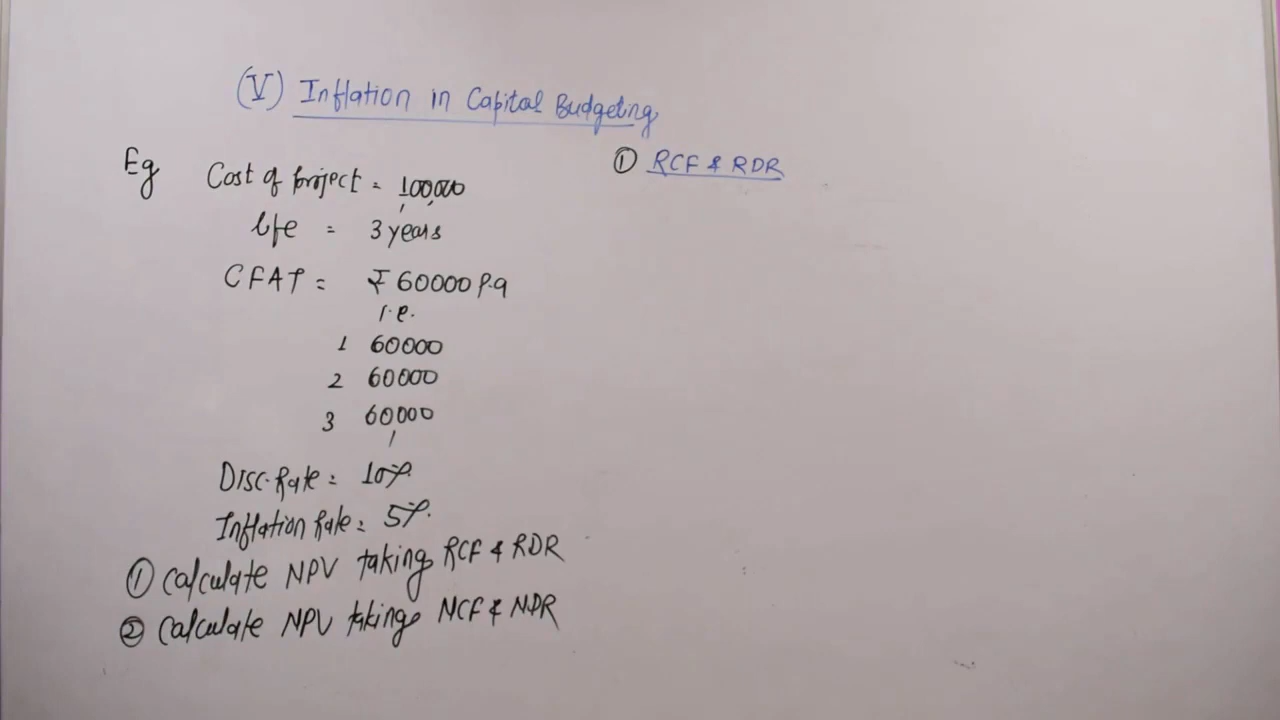 (V) Inflation in Capital Budgeting
Eg Cost of project = 100,000
life = 3 years
CFAT = ₹ 60000 P.a
i.e.
1 60000
2 60000
3 60000
Disc. Rate = 10%.
Inflation Rate = 5%.
① Calculate NPV taking RCF & RDR
② Calculate NPV taking NCF & NDR
① RCF & RDR